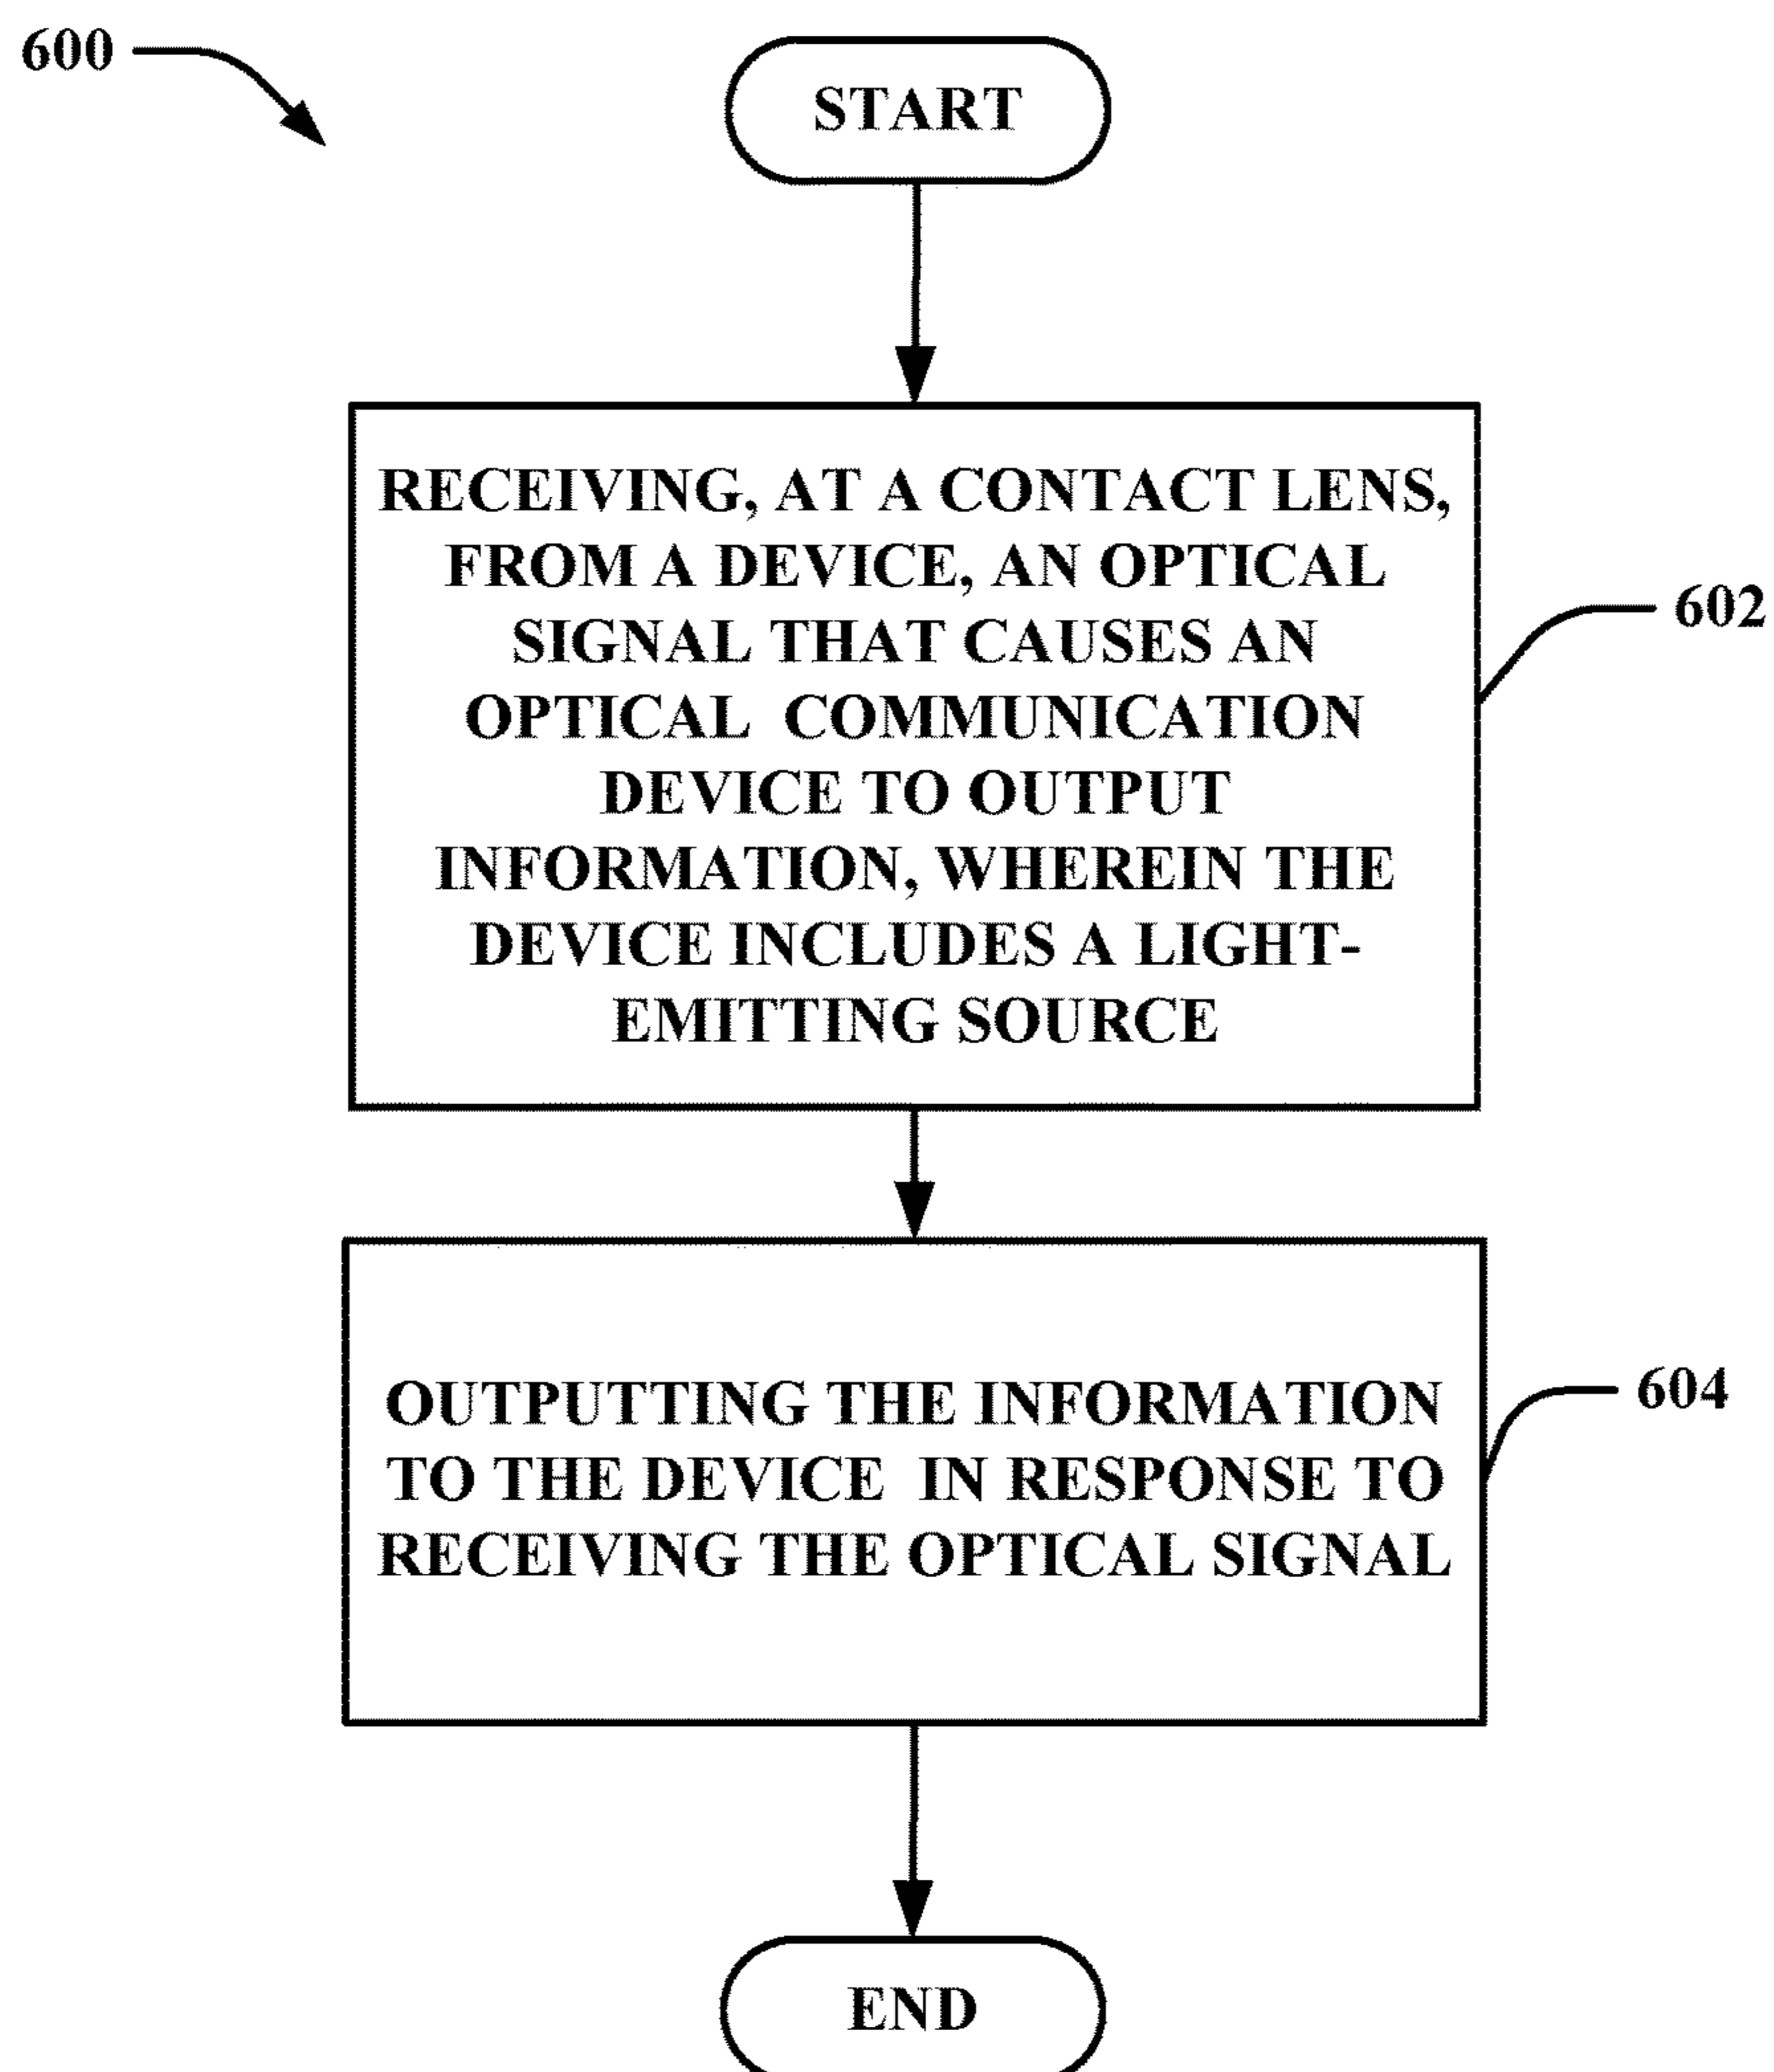 600
START
RECEIVING, AT A CONTACT LENS,
FROM A DEVICE, AN OPTICAL
SIGNAL THAT CAUSES AN
OPTICAL COMMUNICATION
DEVICE TO OUTPUT
INFORMATION, WHEREIN THE
DEVICE INCLUDES A LIGHT-
EMITTING SOURCE
602
OUTPUTTING THE INFORMATION
TO THE DEVICE IN RESPONSE TO
RECEIVING THE OPTICAL SIGNAL
604
END